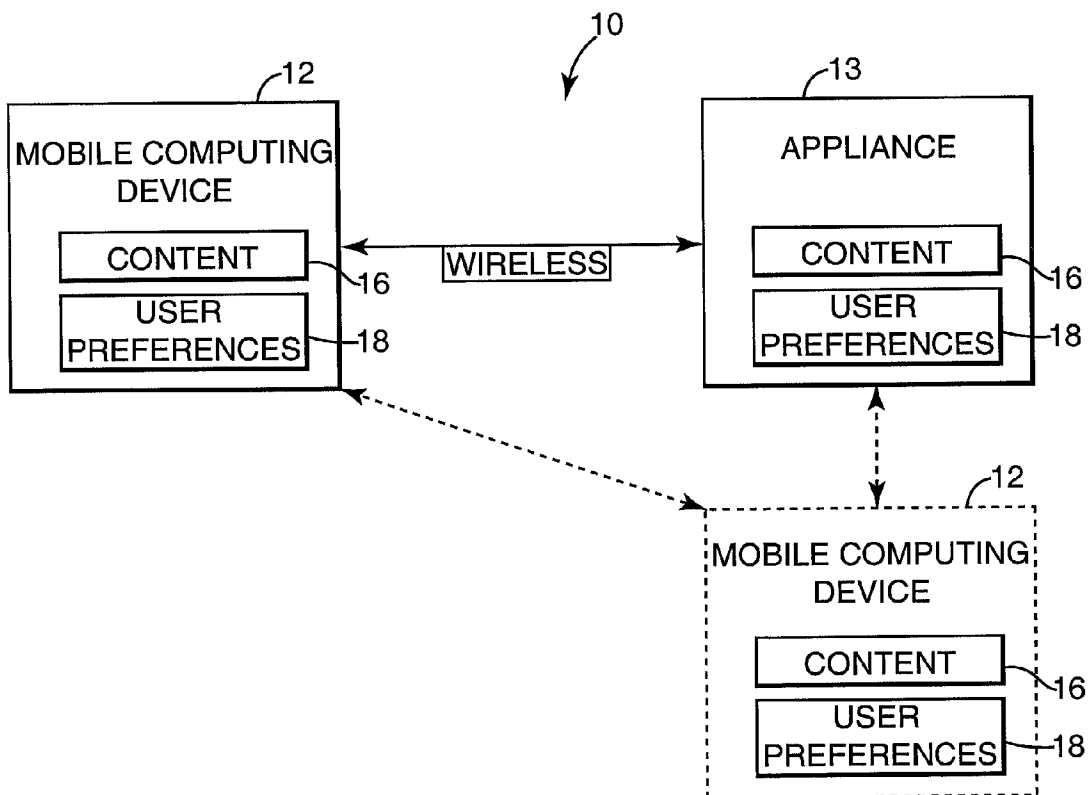 10
12
MOBILE COMPUTING
DEVICE
CONTENT
16
USER
PREFERENCES
18
WIRELESS
13
APPLIANCE
CONTENT
16
USER
PREFERENCES
18
12
MOBILE COMPUTING
DEVICE
CONTENT
16
USER
PREFERENCES
18